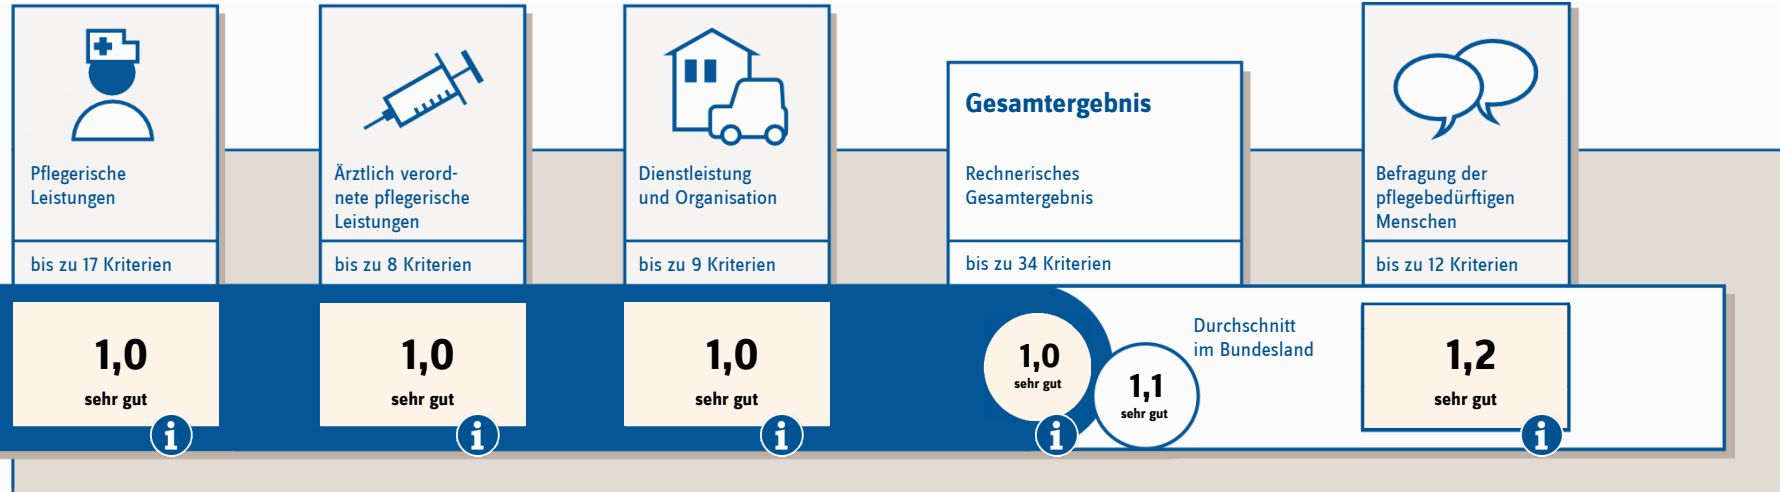 Pflegerische
Leistungen
bis zu 17 Kriterien
1,0
sehr gut
i
Ärztlich verord-
nete pflegerische
Leistungen
bis zu 8 Kriterien
1,0
sehr gut
i
Dienstleistung
und Organisation
bis zu 9 Kriterien
1,0
sehr gut
i
Gesamtergebnis
Rechnerisches
Gesamtergebnis
bis zu 34 Kriterien
1,0
sehr gut
i
Durchschnitt
im Bundesland
1,1
sehr gut
Befragung der
pflegebedürftigen
Menschen
bis zu 12 Kriterien
1,2
sehr gut
i